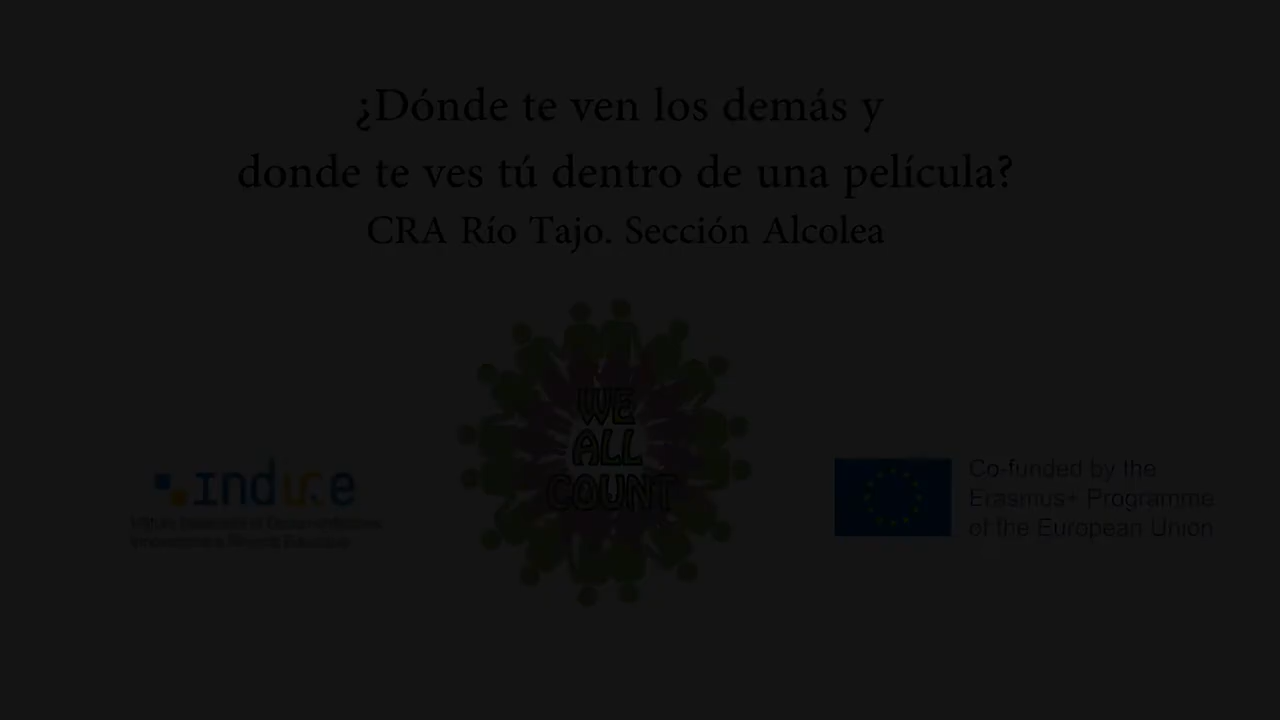 ¿Dónde te ven los demás y
donde te ves tú dentro de una película?
CRA Río Tajo. Sección Alcolea
WE
ALL
COUNT
Co-funded by the
Erasmus+ Programme
of the European Union